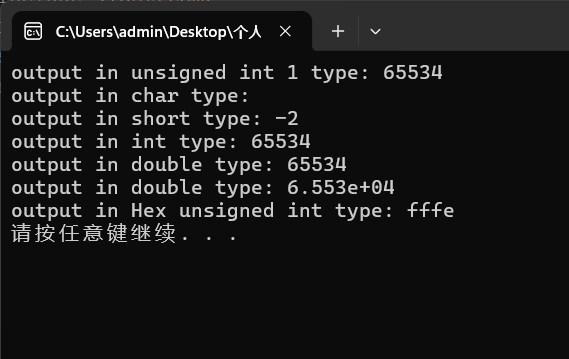 C:\Users\admin\Desktop\个人
output in unsigned int 1 type: 65534
output in char type:
output in short type: -2
output in int type: 65534
output in double type: 65534
output in double type: 6.553e+04
output in Hex unsigned int type: fffe
请按任意键继续. . .